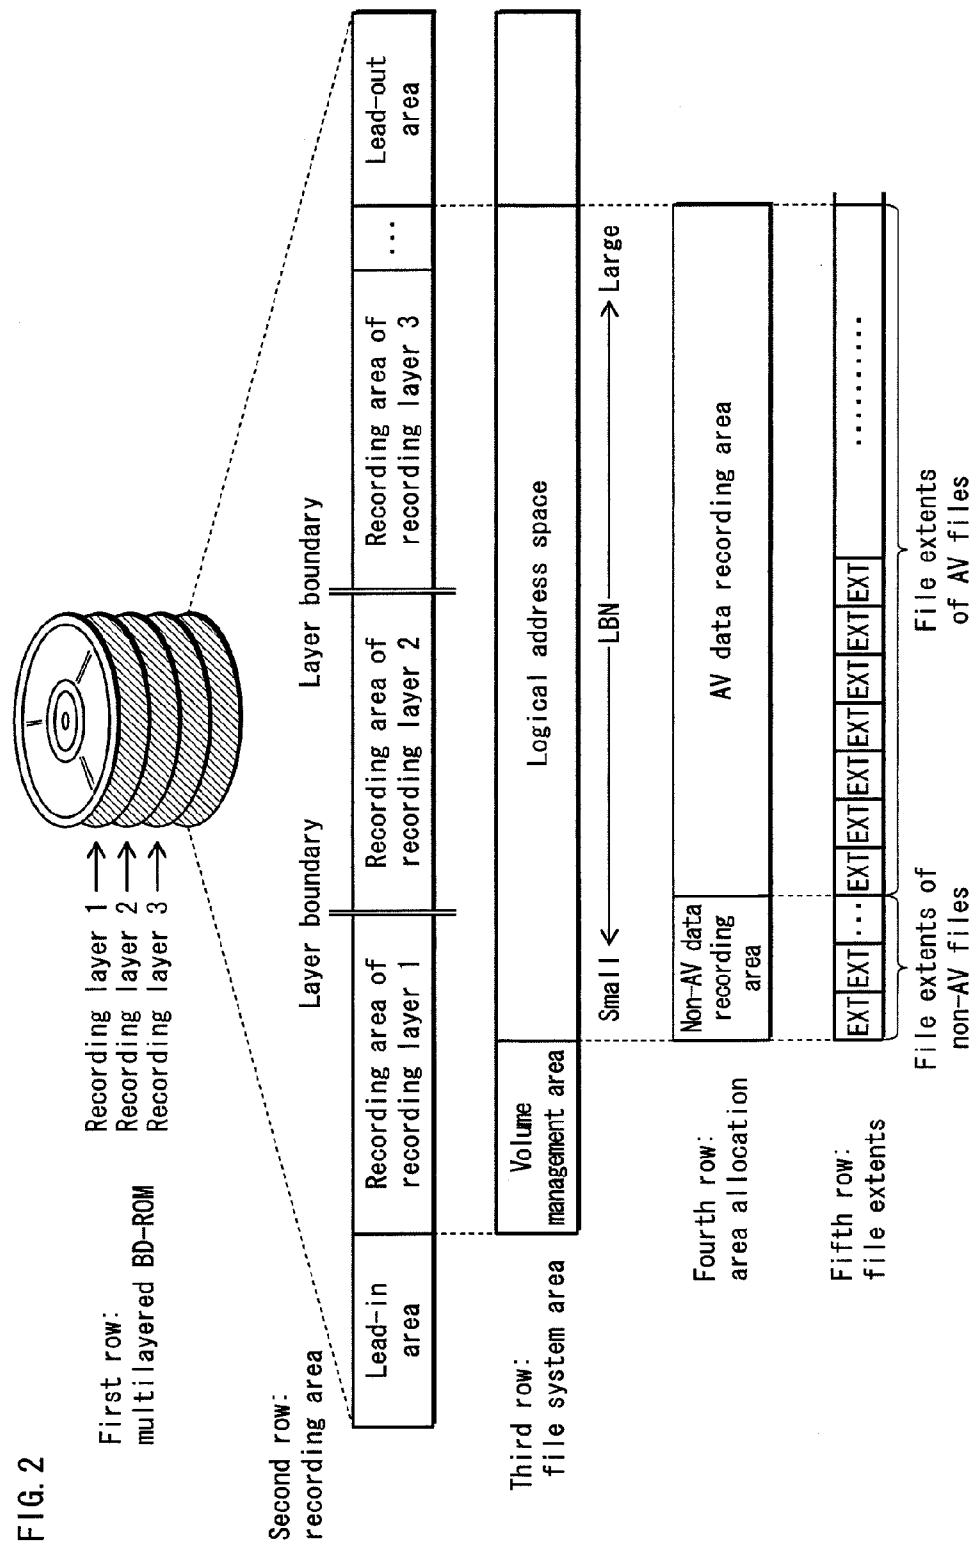 FIG. 2
First row:
multilayered BD-ROM
Recording layer 1
Recording layer 2
Recording layer 3
Second row:
recording area
Layer boundary
Layer boundary
Lead-in
area
Recording area of
recording layer 1
Recording area of
recording layer 2
Recording area of
recording layer 3
...
Lead-out
area
Third row:
file system area
Volume
management area
Logical address space
Small
LBN
Large
Fourth row:
area allocation
Non-AV data
recording
area
AV data recording area
Fifth row:
file extents
EXT EXT ... EXT EXT EXT EXT EXT EXT EXT .........
File extents of
non-AV files
File extents
of AV files